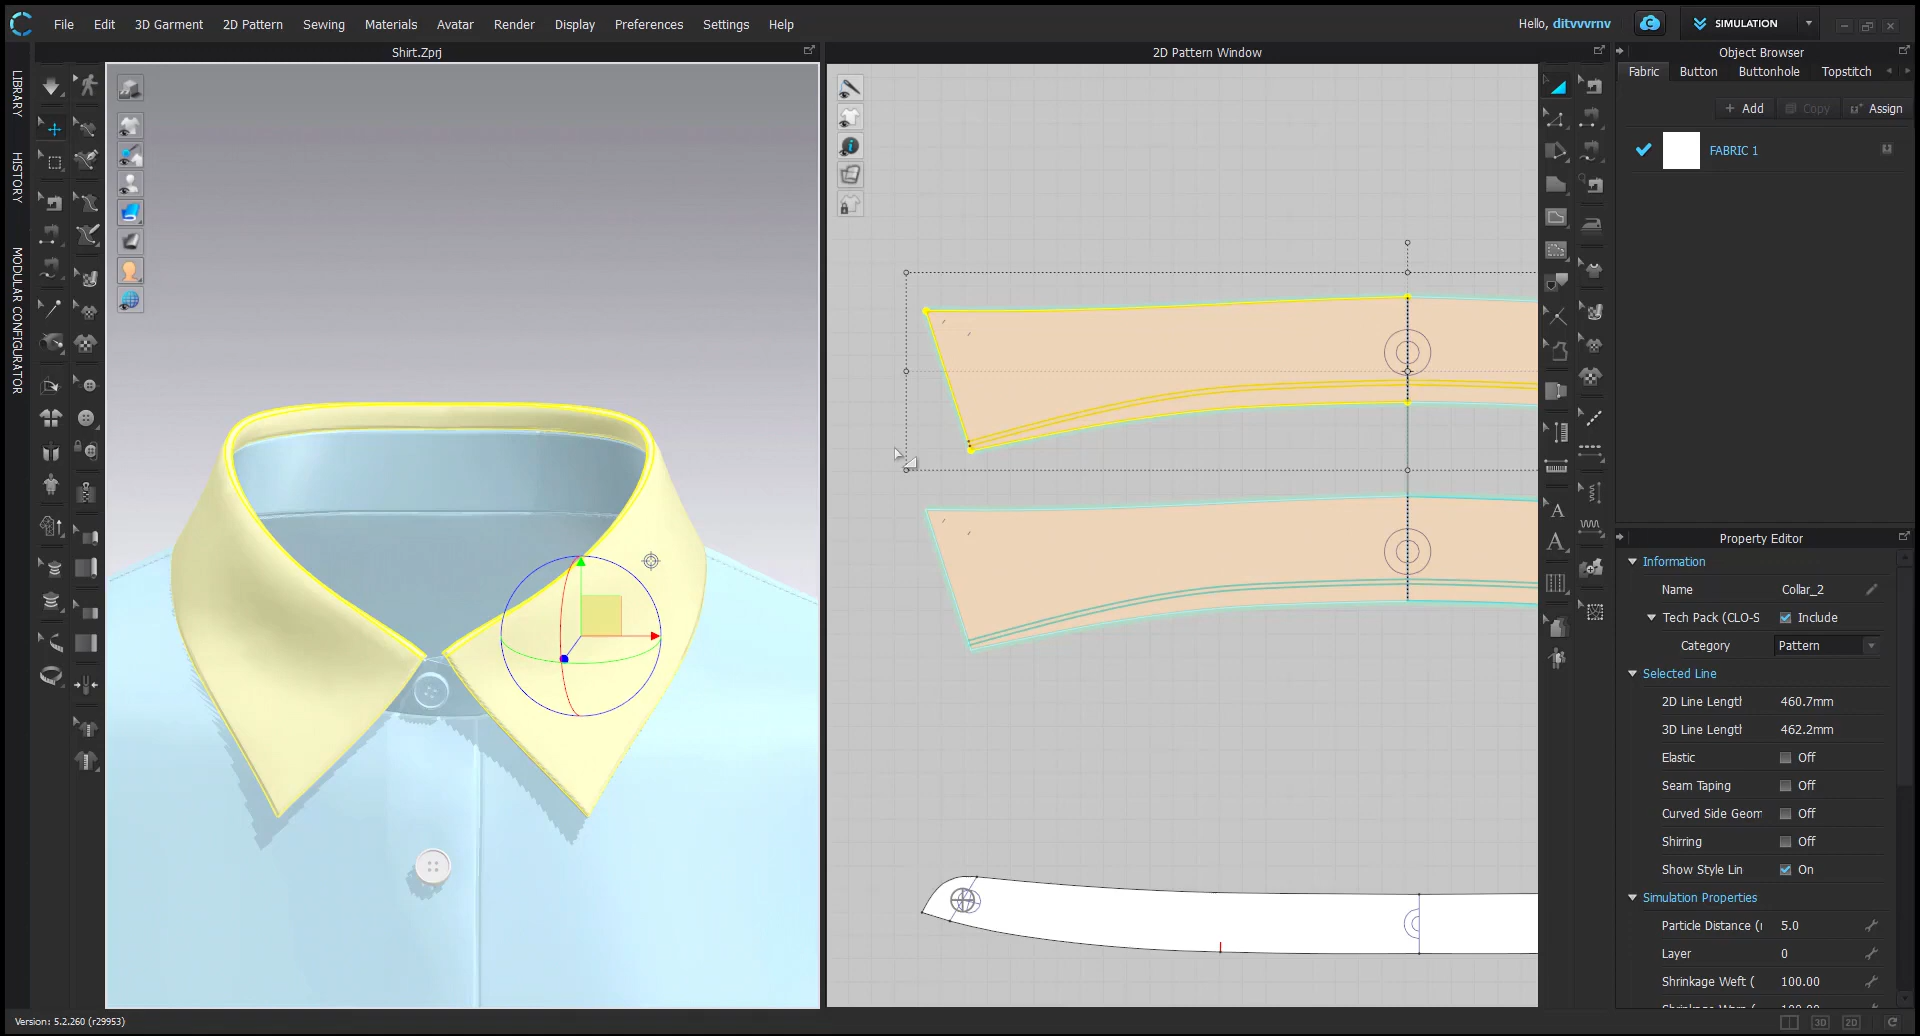 File Edit 3D Garment 2D Pattern Sewing Materials Avatar Render Display Preferences Settings Help
Hello, ditvvvrnv
SIMULATION
Shirt.Zprj
2D Pattern Window
Object Browser
LIBRARY
HISTORY
MODULAR CONFIGURATOR
Fabric Button Buttonhole Topstitch
+ Add Copy Assign
FABRIC 1
A
A
Property Editor
Information
Name Collar_2
Tech Pack (CLO-S Include
Category Pattern
Selected Line
2D Line Lengt 460.7mm
3D Line Lengt 462.2mm
Elastic Off
Seam Taping Off
Curved Side Geom Off
Shirring Off
Show Style Lin On
Simulation Properties
Particle Distance ( 5.0
Layer 0
Shrinkage Weft ( 100.00
Version: 5.2.260 (r29953)
3D 2D